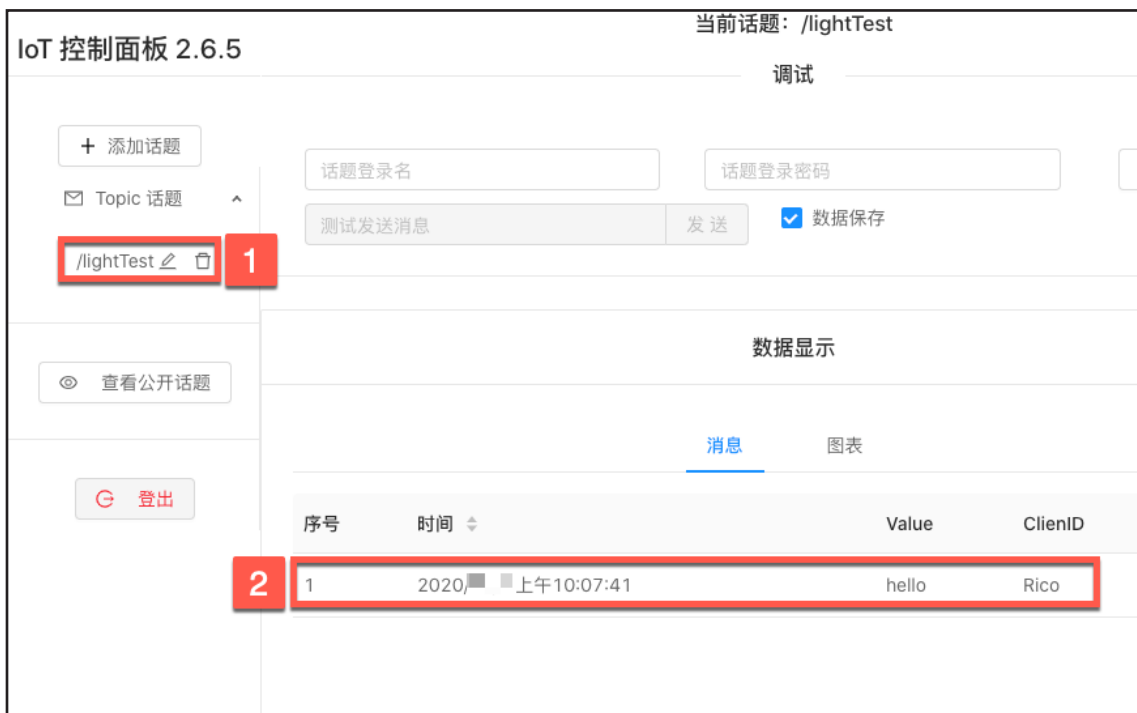 IoT 控制面板 2.6.5
当前话题：/lightTest
调试
添加话题
Topic 话题
/lightTest
1
查看公开话题
登出
话题登录名
话题登录密码
测试发送消息
发 送
数据保存
数据显示
消息 图表
序号 时间 Value ClienID
2
1 2020/ 上午10:07:41 hello Rico